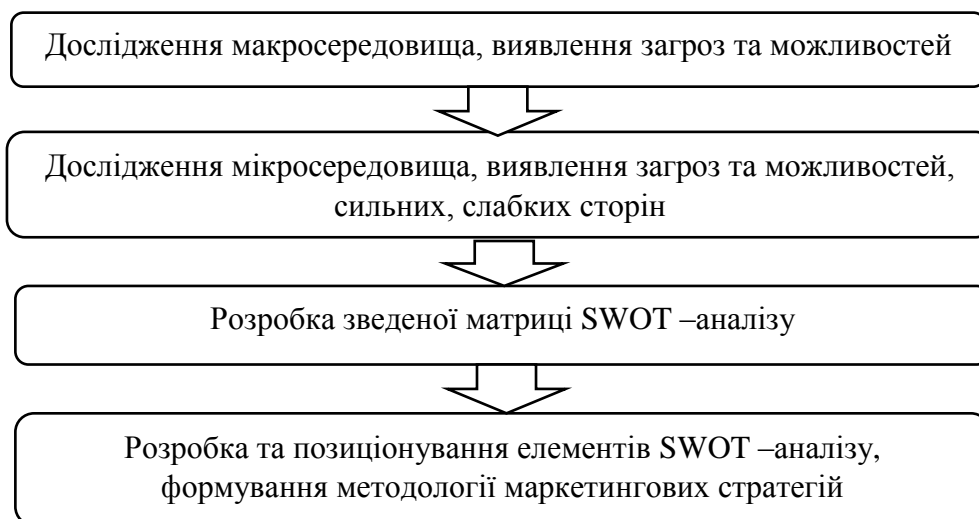 Дослідження макросередовища, виявлення загроз та можливостей
Дослідження мікросередовища, виявлення загроз та можливостей,
сильних, слабких сторін
Розробка зведеної матриці SWOT –аналізу
Розробка та позиціонування елементів SWOT –аналізу,
формування методології маркетингових стратегій